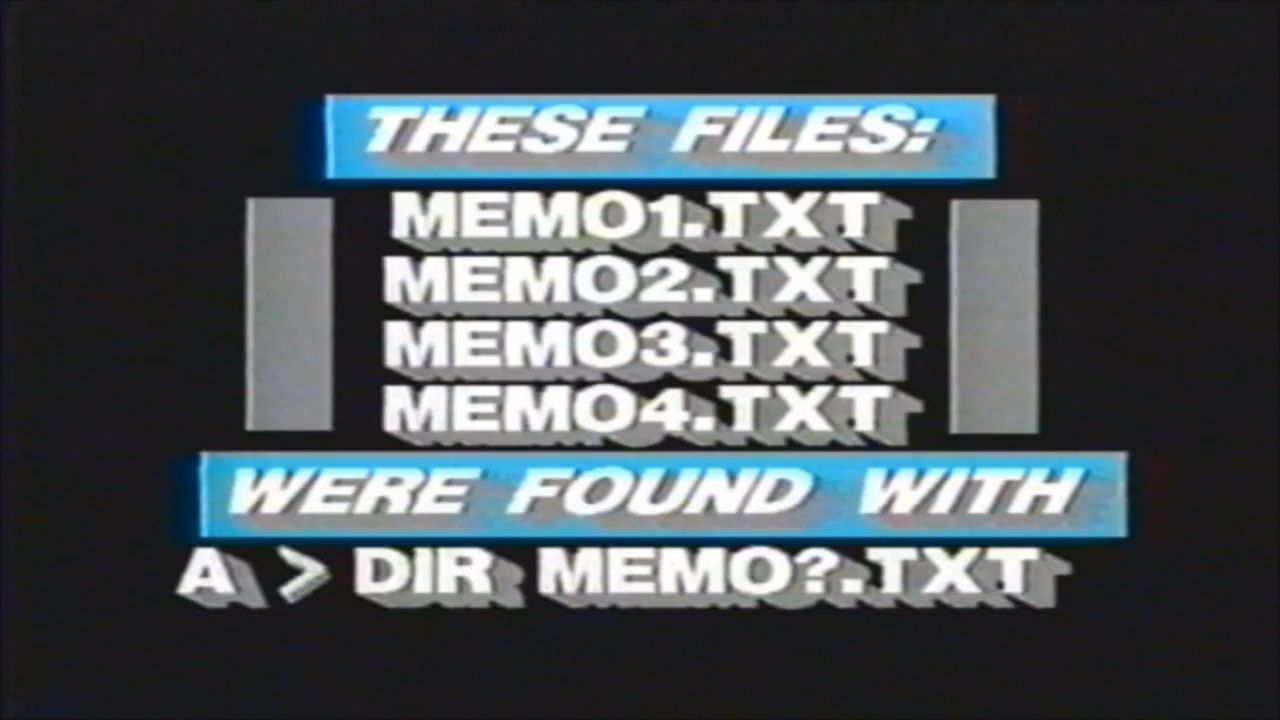 THESE FILES:
MEMO1.TXT
MEMO2.TXT
MEMO3.TXT
MEMO4.TXT
WERE FOUND WITH
A > DIR MEMO?.TXT